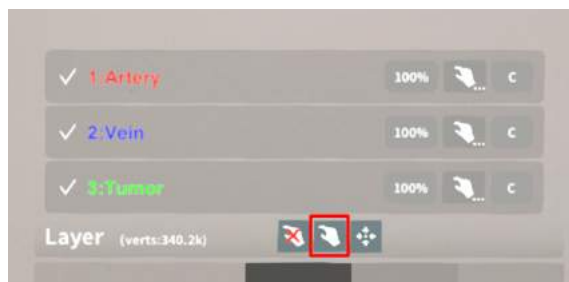 1:Artery 100% ... C
2:Vein 100% ... C
3:Tumor 100% ... C
Layer (verts:340.2k)